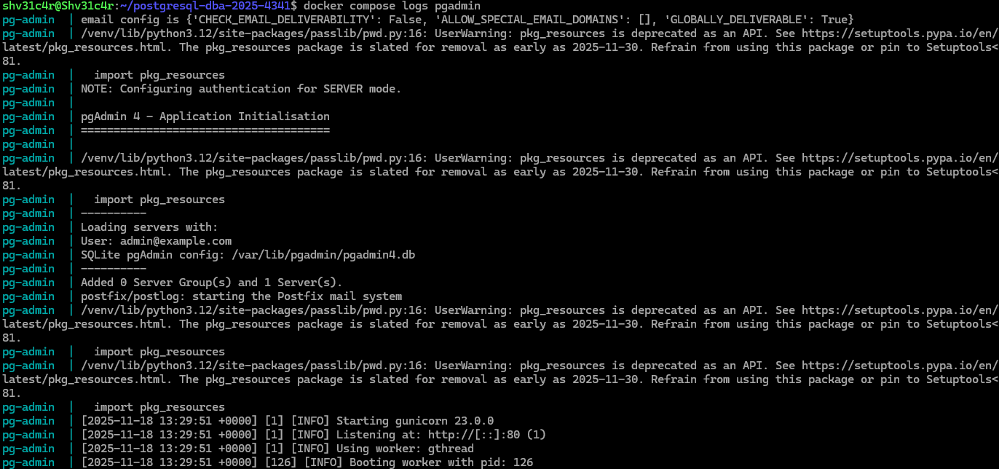 shv31c4r@Shv31c4r:~/postgresql-dba-2025-4341$ docker compose logs pgadmin
pg-admin  | email config is {'CHECK_EMAIL_DELIVERABILITY': False, 'ALLOW_SPECIAL_EMAIL_DOMAINS': [], 'GLOBALLY_DELIVERABLE': True}
pg-admin  | /venv/lib/python3.12/site-packages/passlib/pwd.py:16: UserWarning: pkg_resources is deprecated as an API. See https://setuptools.pypa.io/en/
latest/pkg_resources.html. The pkg_resources package is slated for removal as early as 2025-11-30. Refrain from using this package or pin to Setuptools<
81.
pg-admin  |   import pkg_resources
pg-admin  | NOTE: Configuring authentication for SERVER mode.
pg-admin  |
pg-admin  | pgAdmin 4 - Application Initialisation
pg-admin  | ======================================
pg-admin  |
pg-admin  | /venv/lib/python3.12/site-packages/passlib/pwd.py:16: UserWarning: pkg_resources is deprecated as an API. See https://setuptools.pypa.io/en/
latest/pkg_resources.html. The pkg_resources package is slated for removal as early as 2025-11-30. Refrain from using this package or pin to Setuptools<
81.
pg-admin  |   import pkg_resources
pg-admin  | ----------
pg-admin  | Loading servers with:
pg-admin  | User: admin@example.com
pg-admin  | SQLite pgAdmin config: /var/lib/pgadmin/pgadmin4.db
pg-admin  | ----------
pg-admin  | Added 0 Server Group(s) and 1 Server(s).
pg-admin  | postfix/postlog: starting the Postfix mail system
pg-admin  | /venv/lib/python3.12/site-packages/passlib/pwd.py:16: UserWarning: pkg_resources is deprecated as an API. See https://setuptools.pypa.io/en/
latest/pkg_resources.html. The pkg_resources package is slated for removal as early as 2025-11-30. Refrain from using this package or pin to Setuptools<
81.
pg-admin  |   import pkg_resources
pg-admin  | /venv/lib/python3.12/site-packages/passlib/pwd.py:16: UserWarning: pkg_resources is deprecated as an API. See https://setuptools.pypa.io/en/
latest/pkg_resources.html. The pkg_resources package is slated for removal as early as 2025-11-30. Refrain from using this package or pin to Setuptools<
81.
pg-admin  |   import pkg_resources
pg-admin  | [2025-11-18 13:29:51 +0000] [1] [INFO] Starting gunicorn 23.0.0
pg-admin  | [2025-11-18 13:29:51 +0000] [1] [INFO] Listening at: http://[::]:80 (1)
pg-admin  | [2025-11-18 13:29:51 +0000] [1] [INFO] Using worker: gthread
pg-admin  | [2025-11-18 13:29:51 +0000] [126] [INFO] Booting worker with pid: 126